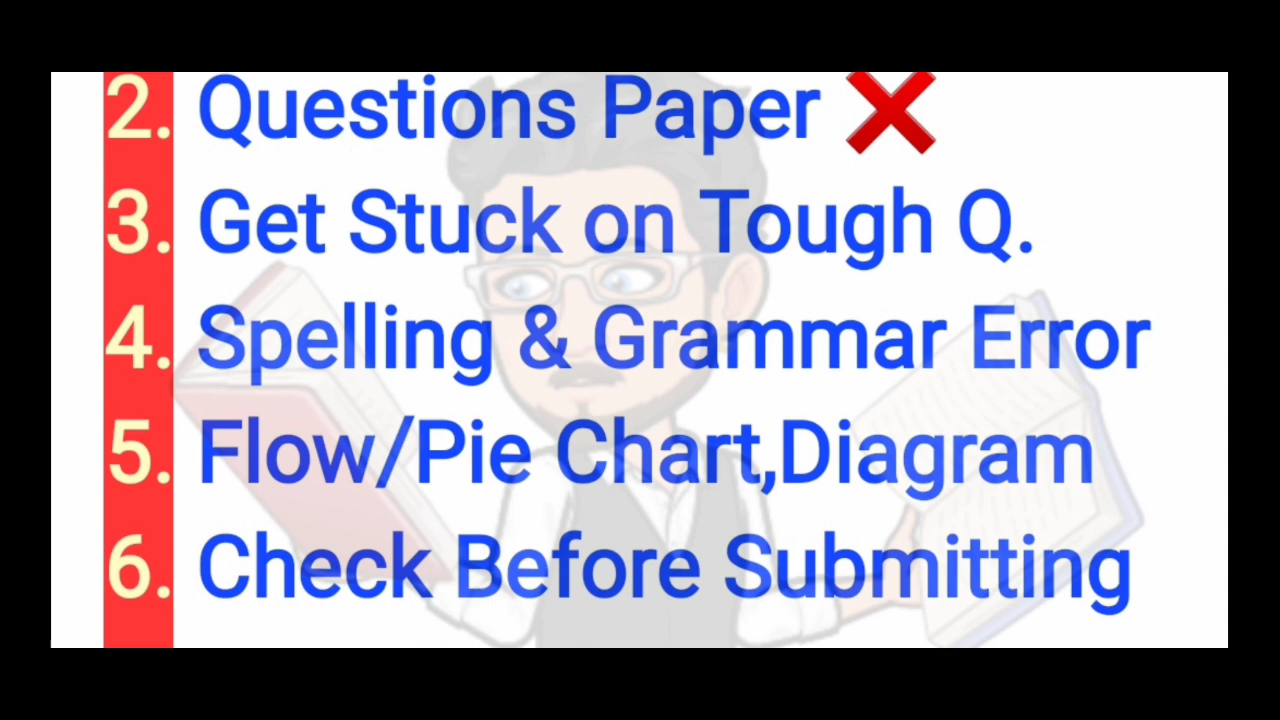 2. Questions Paper ❌
3. Get Stuck on Tough Q.
4. Spelling & Grammar Error
5. Flow/Pie Chart,Diagram
6. Check Before Submitting